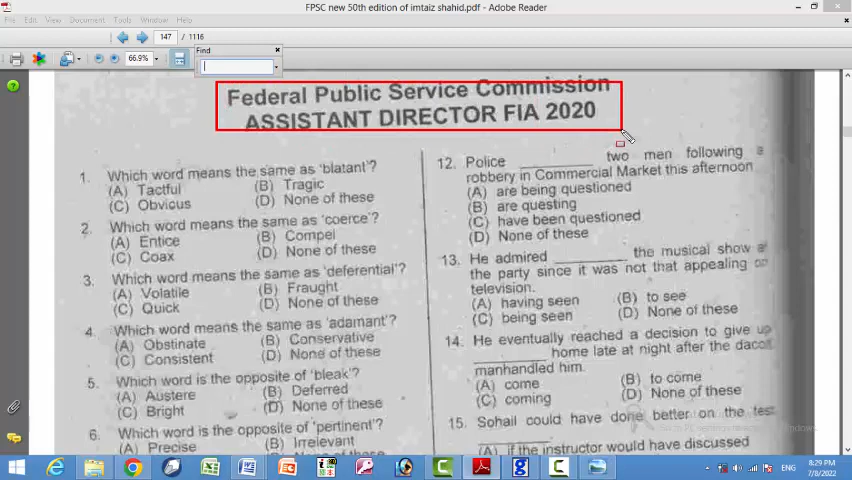 FPSC new 50th edition of imtaiz shahid.pdf - Adobe Reader
File Edit View Document Tools Window Help
147 / 1116
Find
66.9%
Federal Public Service Commission
ASSISTANT DIRECTOR FIA 2020
1. Which word means the same as 'blatant'?
(A) Tactful (B) Tragic
(C) Obvious (D) None of these
2. Which word means the same as 'coerce'?
(A) Entice (B) Compel
(C) Coax (D) None of these
3. Which word means the same as 'deferential'?
(A) Volatile (B) Fraught
(C) Quick (D) None of these
4. Which word means the same as 'adamant'?
(A) Obstinate (B) Conservative
(C) Consistent (D) None of these
5. Which word is the opposite of 'bleak'?
(A) Austere (B) Deferred
(C) Bright (D) None of these
6. Which word is the opposite of 'pertinent'?
(A) Precise (B) Irrelevant
None of these
12. Police ________ two men following a
robbery in Commercial Market this afternoon
(A) are being questioned
(B) are questing
(C) have been questioned
(D) None of these
13. He admired ________ the musical show at
the party since it was not that appealing on
television.
(A) having seen (B) to see
(C) being seen (D) None of these
14. He eventually reached a decision to give up
________ home late at night after the dacoit
manhandled him.
(A) come (B) to come
(C) coming (D) None of these
15. Sohail could have done better on the test
________
(A) if the instructor would have discussed
ENG
8:29 PM
7/8/2022